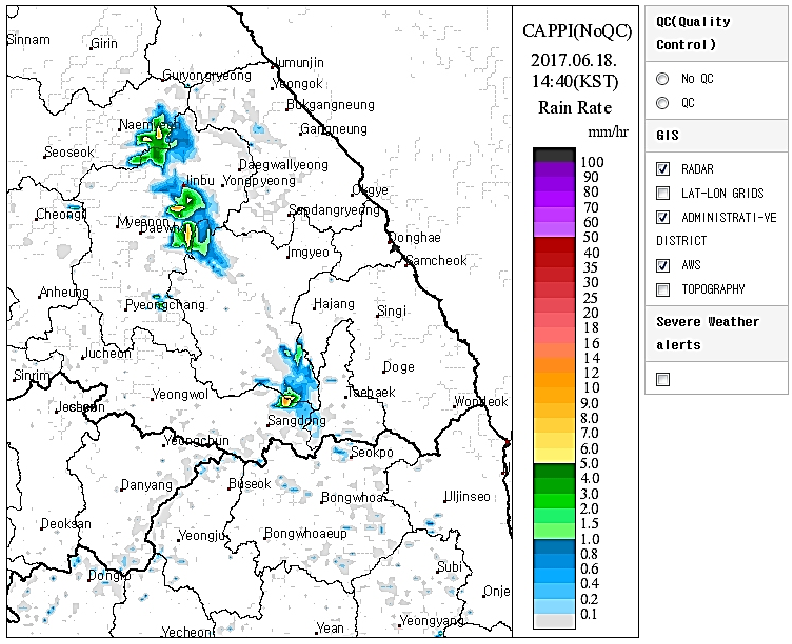 Sinnam
Girin
Jumunjin
Guryongryeong
Yeongok
Bukgangneung
Naemyeon
Gangneung
Seoseok
Daegwallyeong
Jinbu
Yongpyeong
Okgye
Cheongil
Sapdangryeong
Myeonon
Daewha
Donghae
Imgyeo
Samcheok
Anheung
Pyeongchang
Hajang
Singi
Jucheon
Doge
Sinrim
Yeongwol
Taebaek
Wondeok
Jecheon
Sangdong
Yeongchun
Seokpo
Danyang
Buseok
Bongwhoa
Uljinseo
Deoksan
Yeongju
Bongwhoaeup
Subi
Dongro
Onje
Yeongyang
Yecheon
Yean
CAPPI(NoQC)
2017.06.18.
14:40(KST)
Rain Rate
mm/hr
100
90
80
70
60
50
40
35
30
25
20
18
16
14
12
10
9.0
8.0
7.0
6.0
5.0
4.0
3.0
2.0
1.5
1.0
0.8
0.6
0.4
0.2
0.1
QC(Quality
Control)
No QC
QC
GIS
RADAR
LAT-LON GRIDS
ADMINISTRATI-VE
DISTRICT
AWS
TOPOGRAPHY
Severe Weather
alerts